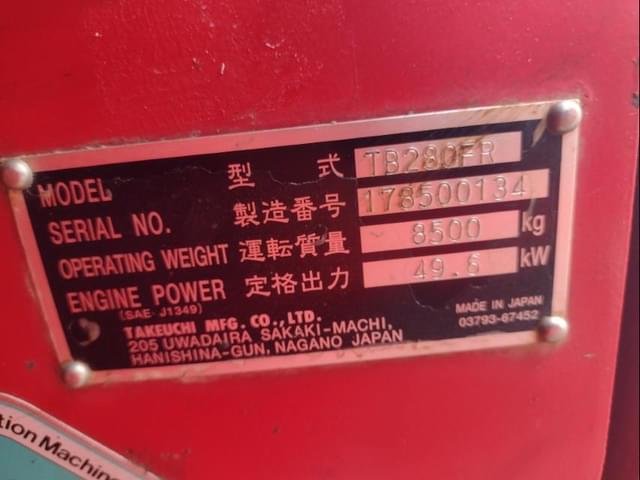 MODEL 型 式 TB280FR
SERIAL NO. 製造番号 178500134
OPERATING WEIGHT 運転質量 8500 kg
ENGINE POWER 定格出力 49.6 kW
(SAE J1349)
TAKEUCHI MFG. CO., LTD.
205 UWADAIRA SAKAKI-MACHI,
HANISHINA-GUN, NAGANO JAPAN
MADE IN JAPAN
03793-67452
tion Machine